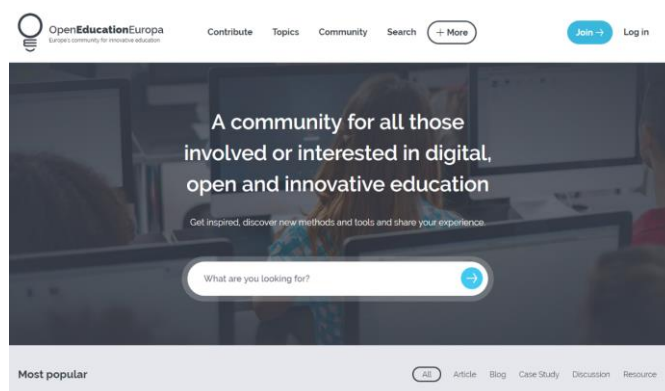 OpenEducationEuropa
Europe's community for innovative education
Contribute Topics Community Search + More Join → Log in
A community for all those
involved or interested in digital,
open and innovative education
Get inspired, discover new methods and tools and share your experience.
What are you looking for?
Most popular All Article Blog Case Study Discussion Resource